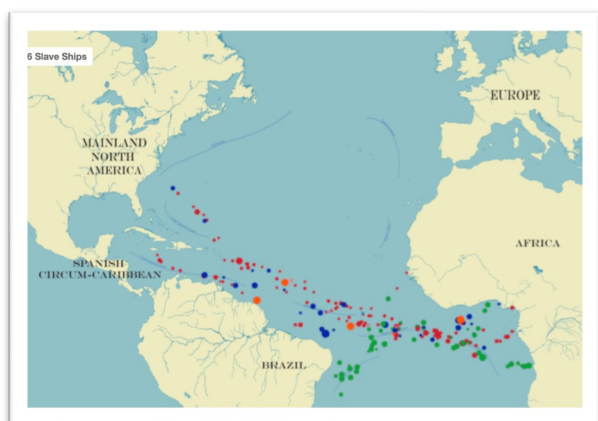 6 Slave Ships
EUROPE
MAINLAND
NORTH
AMERICA
AFRICA
SPANISH
CIRCUM-CARIBBEAN
BRAZIL